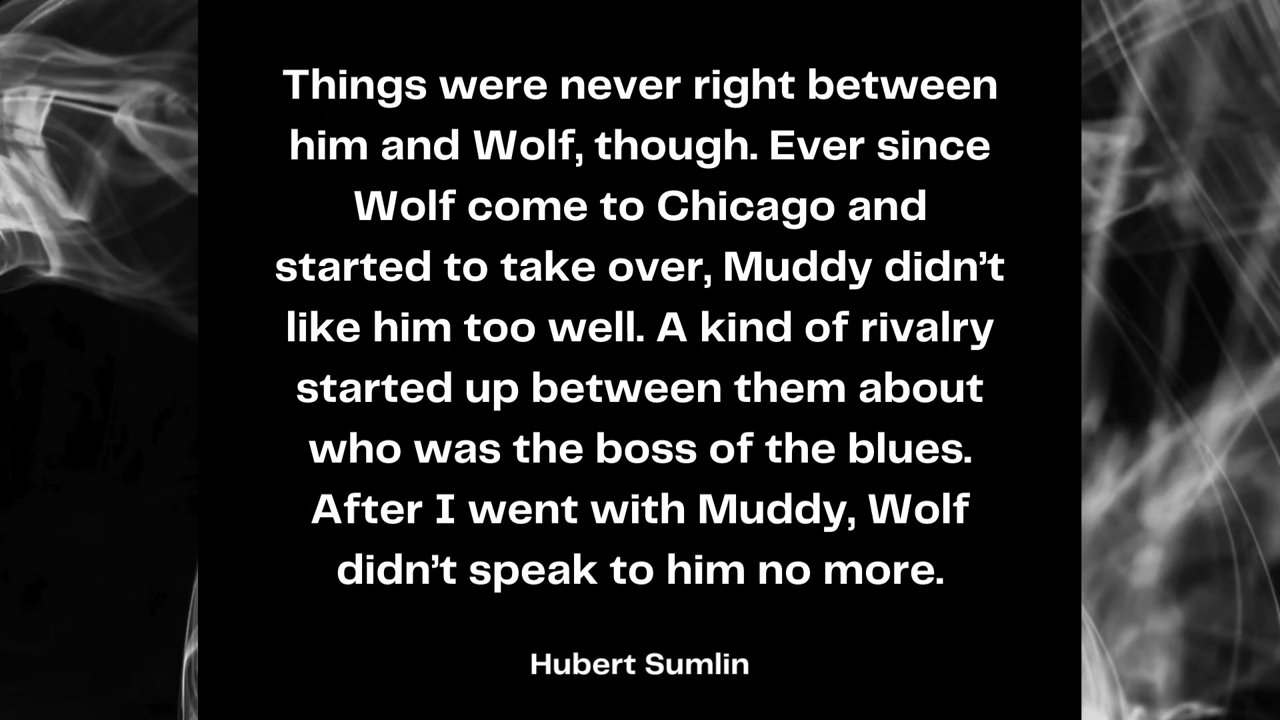 Things were never right between
him and Wolf, though. Ever since
Wolf come to Chicago and
started to take over, Muddy didn’t
like him too well. A kind of rivalry
started up between them about
who was the boss of the blues.
After I went with Muddy, Wolf
didn’t speak to him no more.
Hubert Sumlin